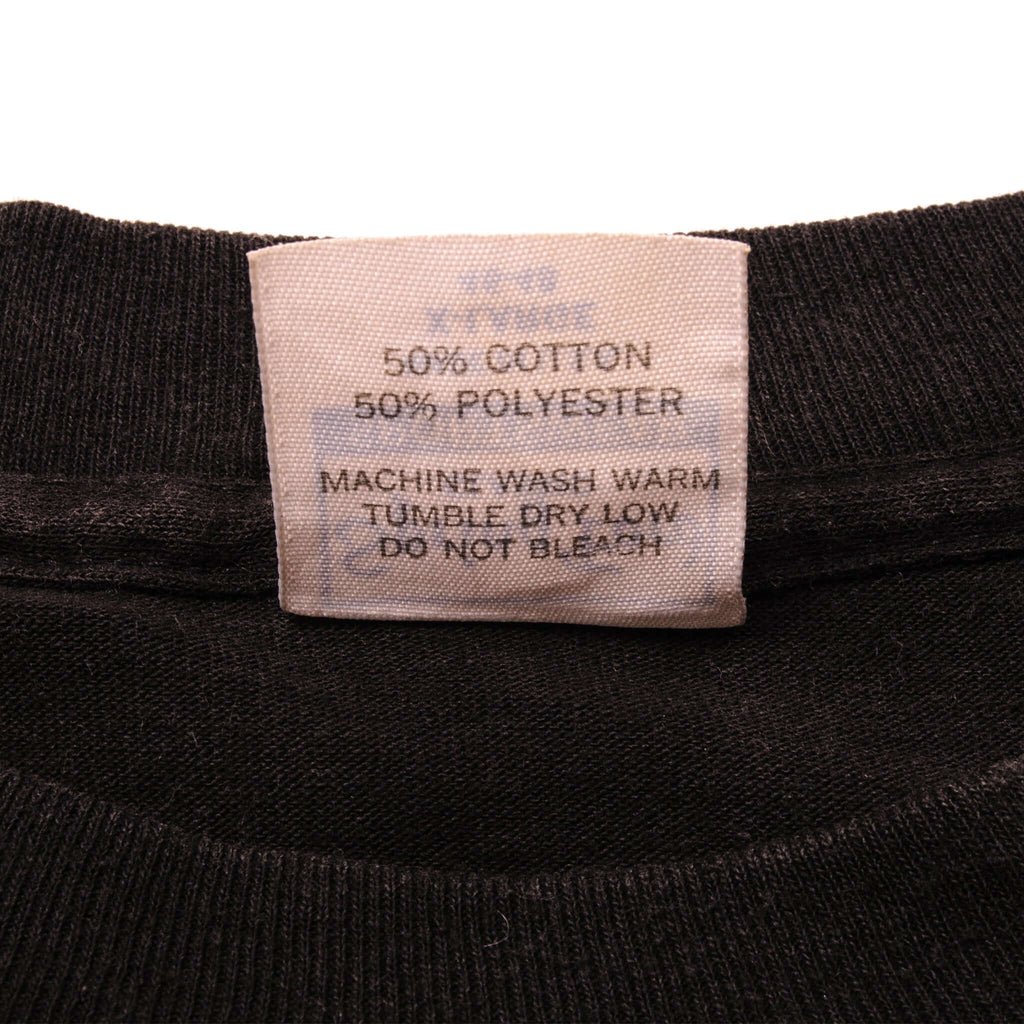 50% COTTON
50% POLYESTER
MACHINE WASH WARM
TUMBLE DRY LOW
DO NOT BLEACH